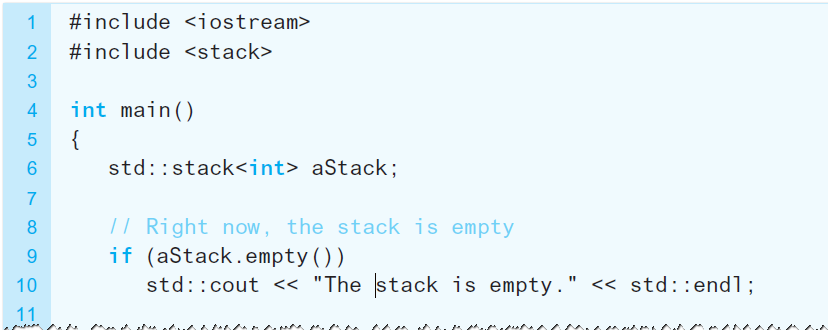 1 #include <iostream>
2 #include <stack>
3
4 int main()
5 {
6 std::stack<int> aStack;
7
8 // Right now, the stack is empty
9 if (aStack.empty())
10 std::cout << "The stack is empty." << std::endl;
11